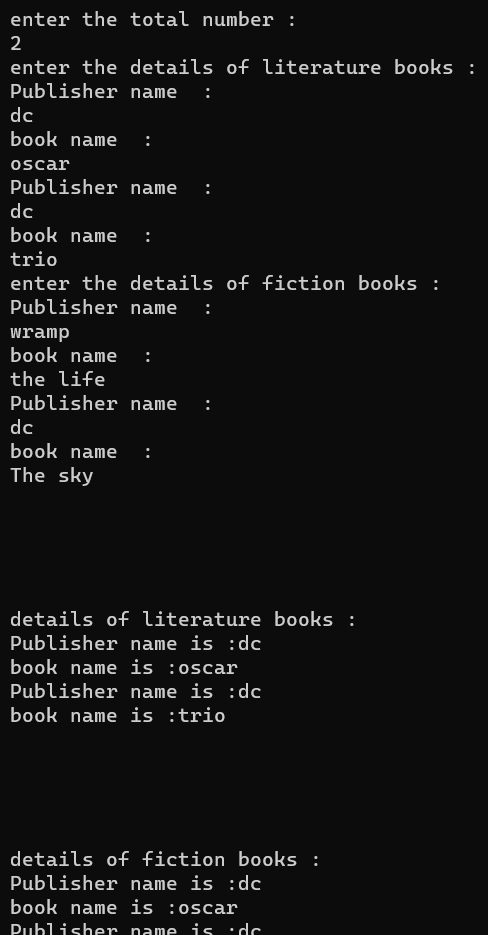 enter the total number :
2
enter the details of literature books :
Publisher name  :
dc
book name  :
oscar
Publisher name  :
dc
book name  :
trio
enter the details of fiction books :
Publisher name  :
wramp
book name  :
the life
Publisher name  :
dc
book name  :
The sky
details of literature books :
Publisher name is :dc
book name is :oscar
Publisher name is :dc
book name is :trio
details of fiction books :
Publisher name is :dc
book name is :oscar
Publisher name is :dc